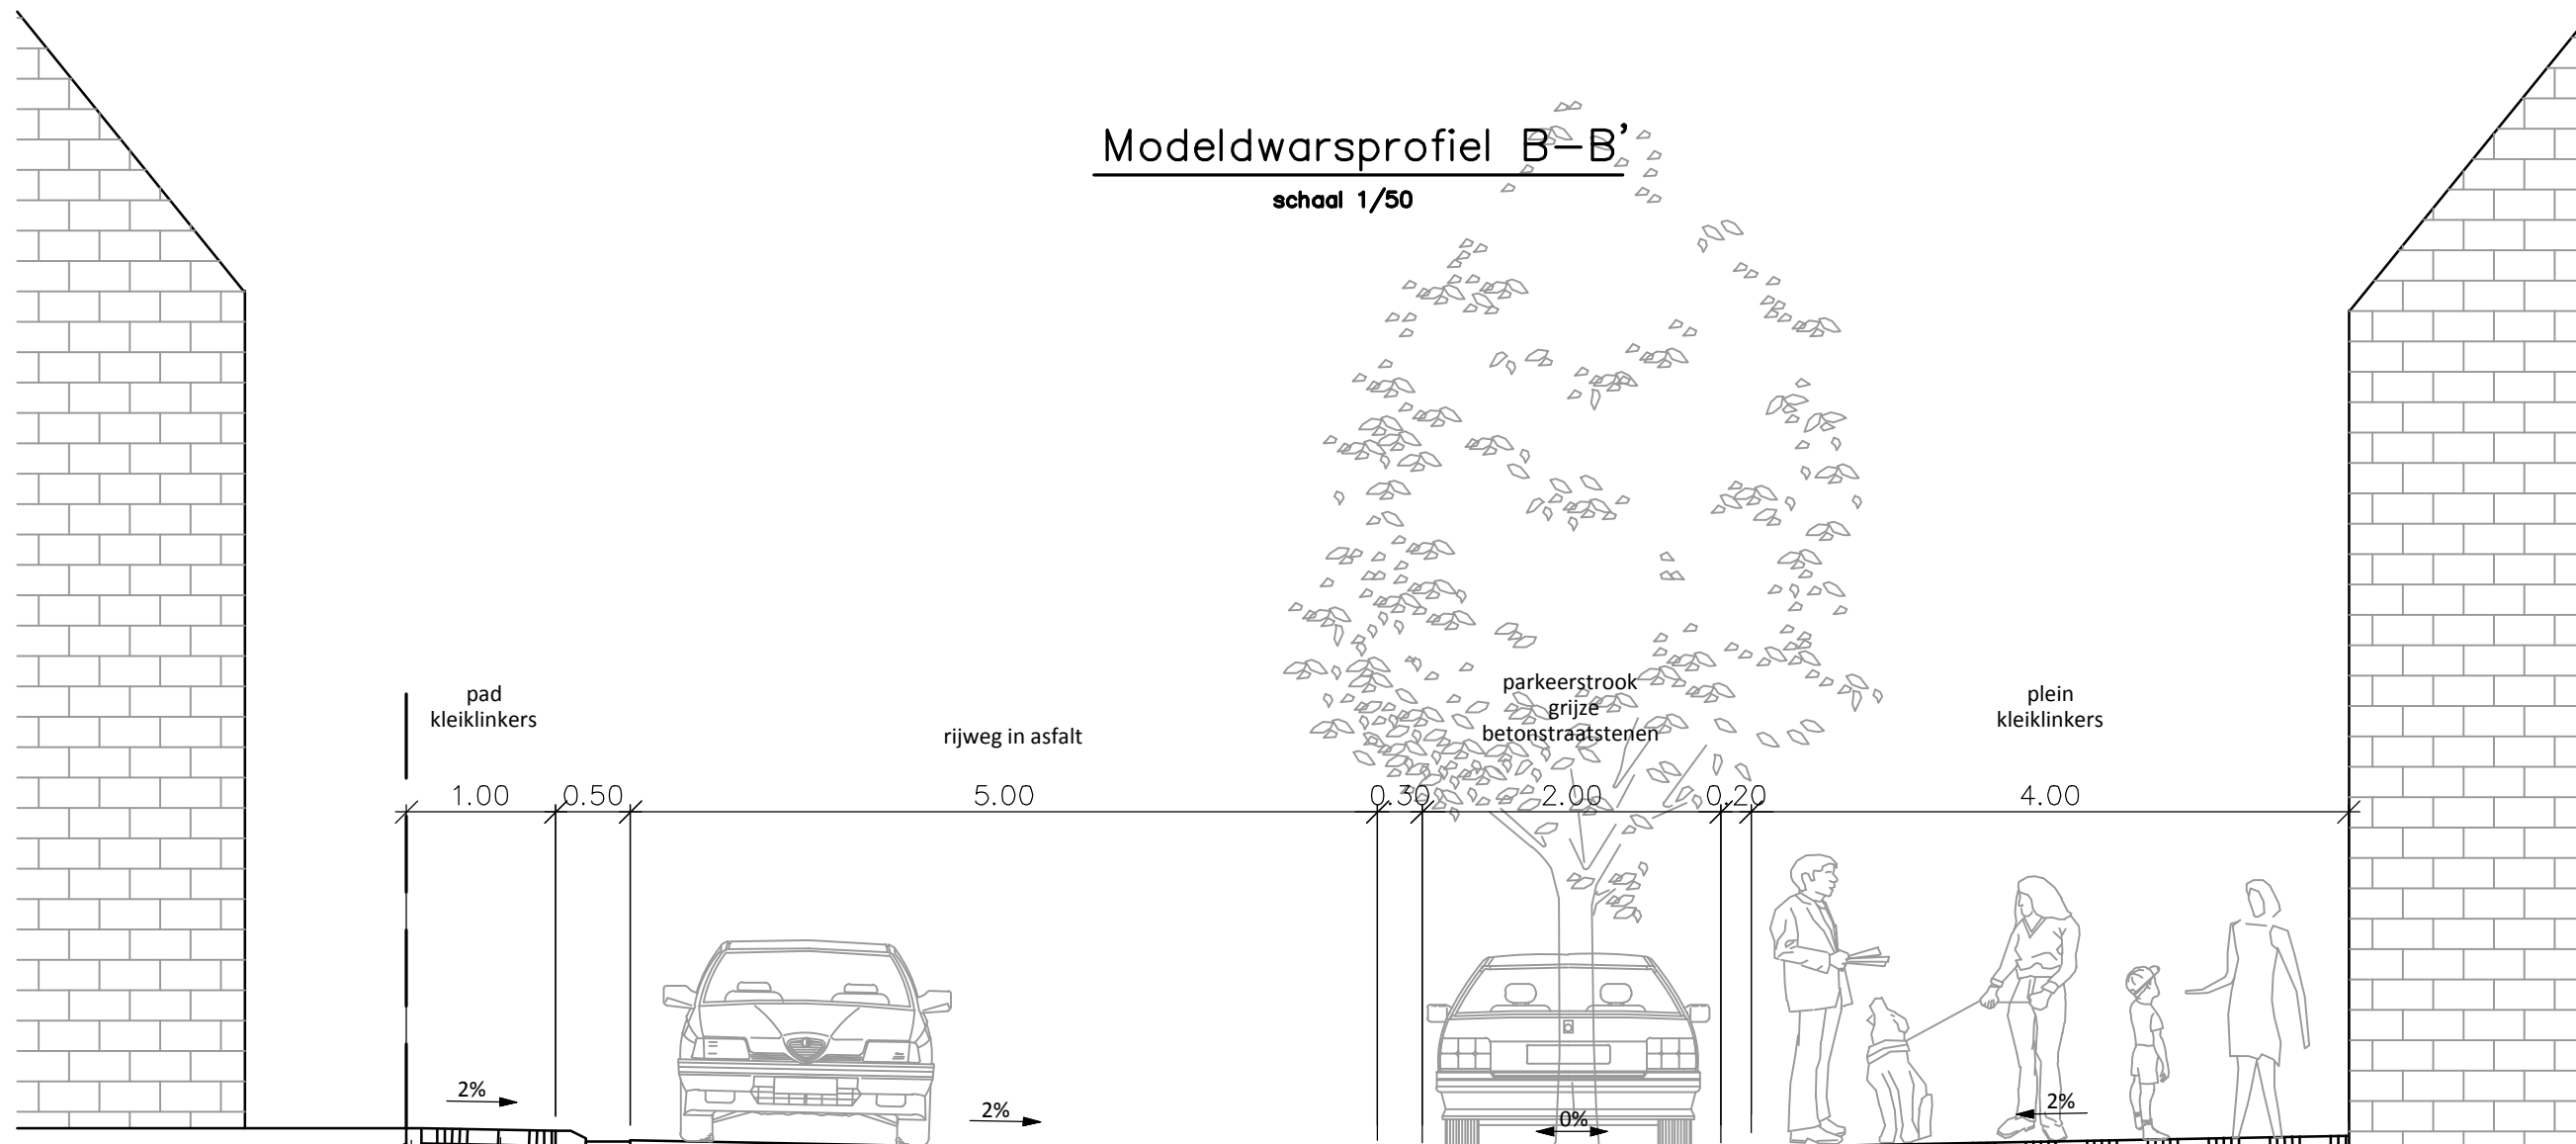 Modeldwarsprofiel B-B'
schaal 1/50
pad
kleiklinkers
rijweg in asfalt
parkeerstrook
grijze
betonstraatstenen
plein
kleiklinkers
1.00 0.50 5.00 0.30 2.00 0.20 4.00
2%
2%
0%
2%